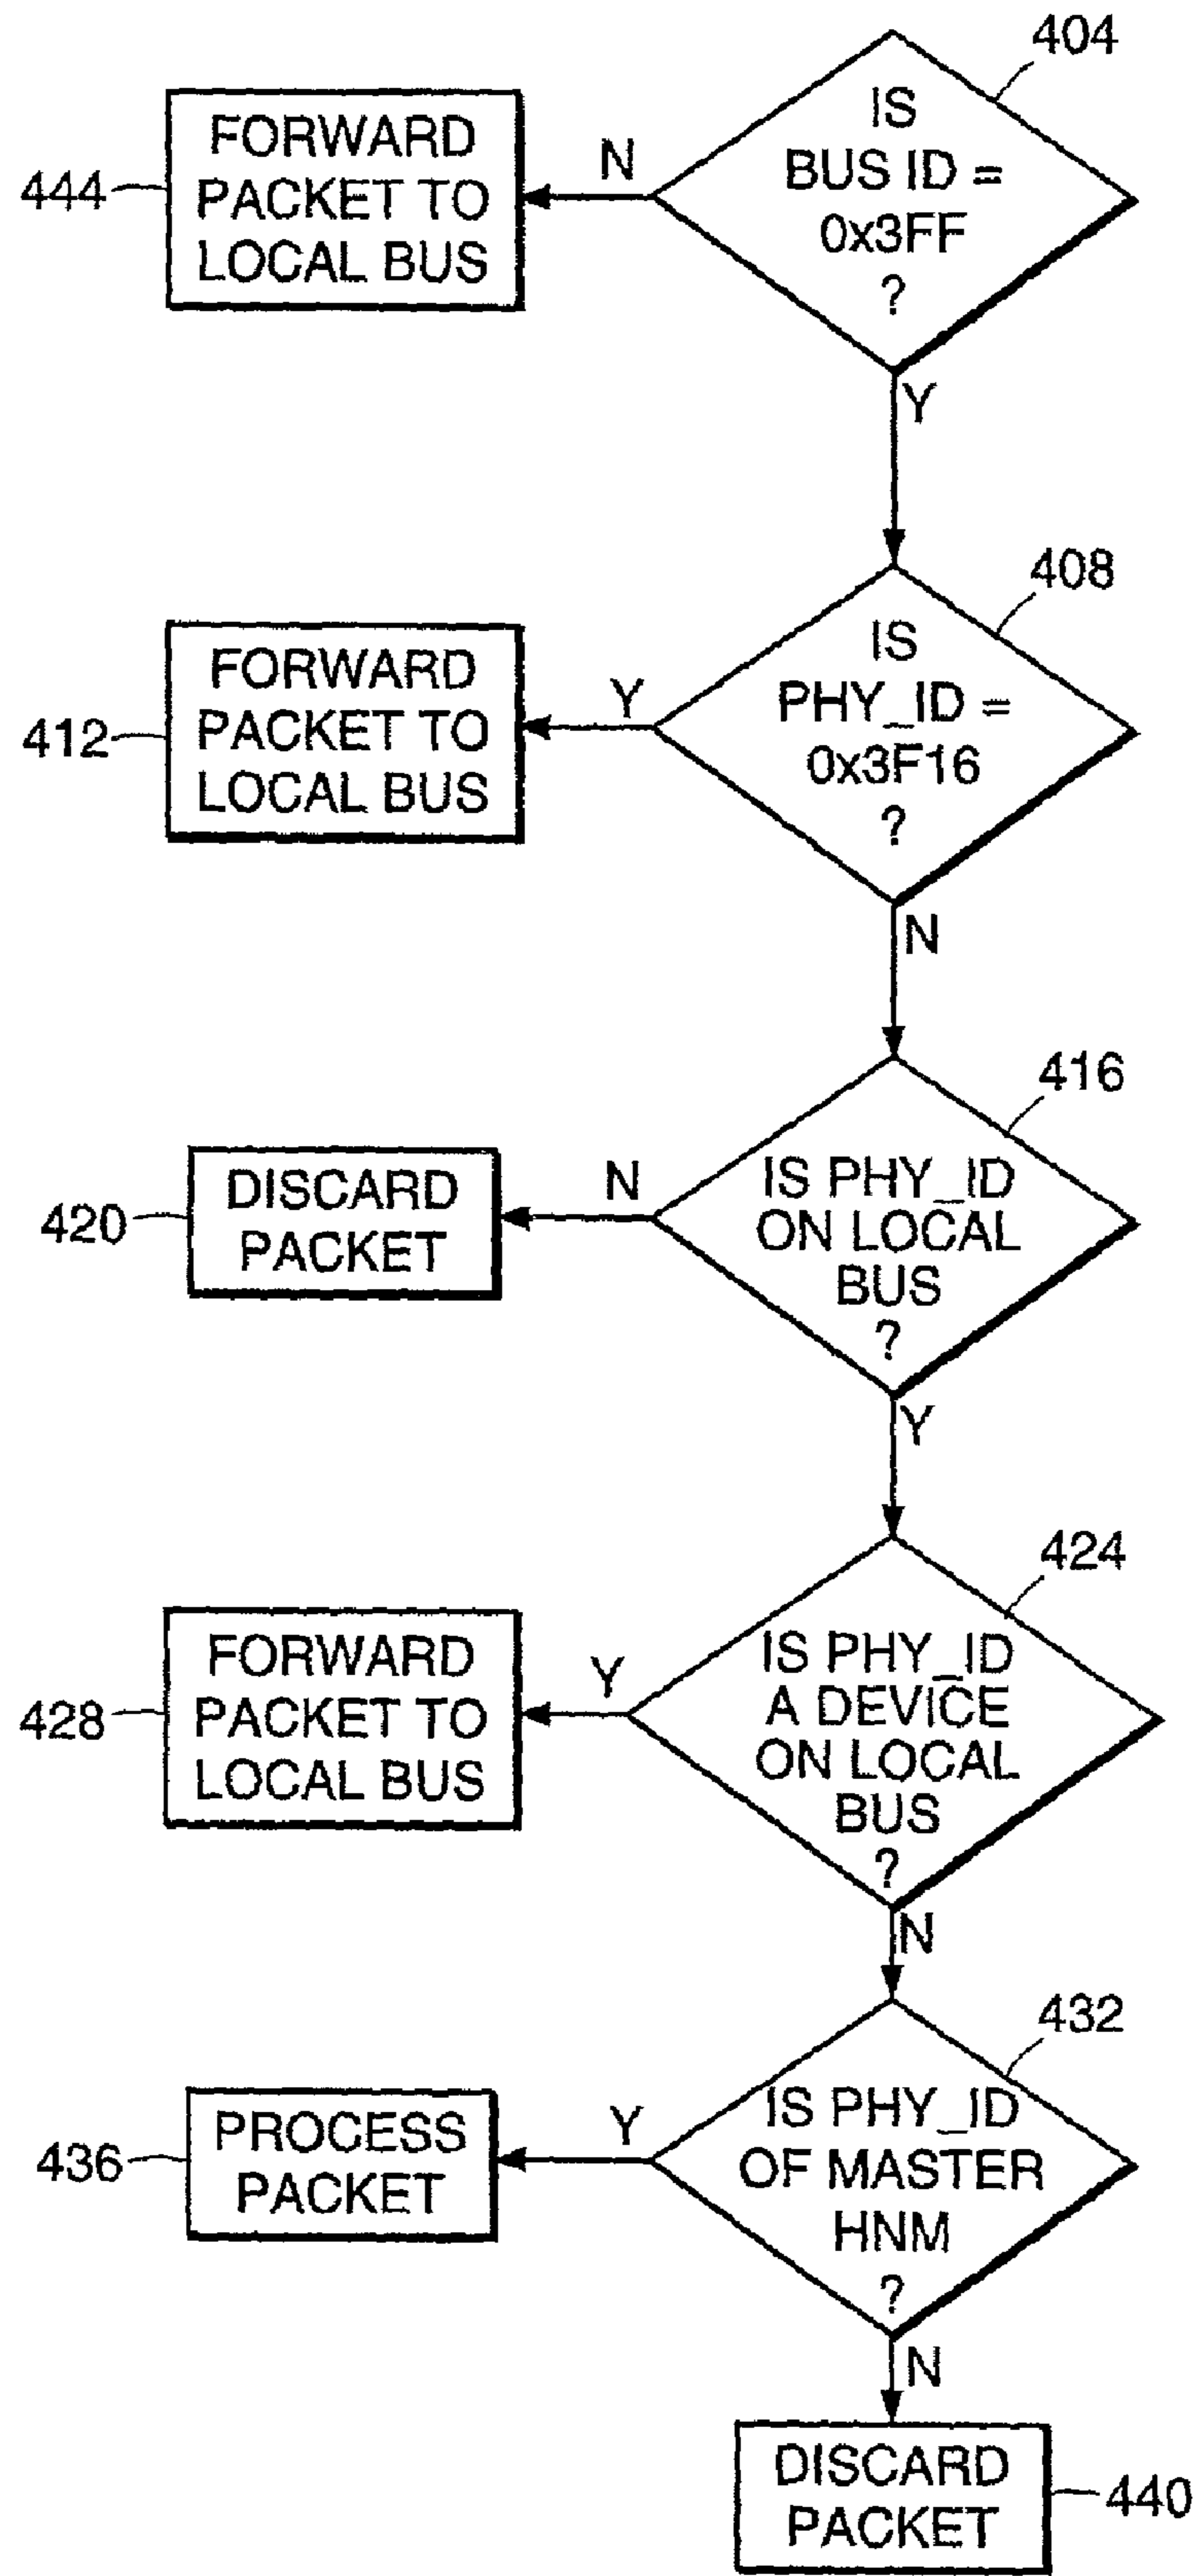 404
IS
BUS ID =
0x3FF
?
N
FORWARD
PACKET TO
LOCAL BUS
444
Y
408
IS
PHY_ID =
0x3F16
?
Y
FORWARD
PACKET TO
LOCAL BUS
412
N
416
IS PHY_ID
ON LOCAL
BUS
?
N
DISCARD
PACKET
420
Y
424
IS PHY_ID
A DEVICE
ON LOCAL
BUS
?
Y
FORWARD
PACKET TO
LOCAL BUS
428
N
432
IS PHY_ID
OF MASTER
HNM
?
Y
PROCESS
PACKET
436
N
DISCARD
PACKET
440